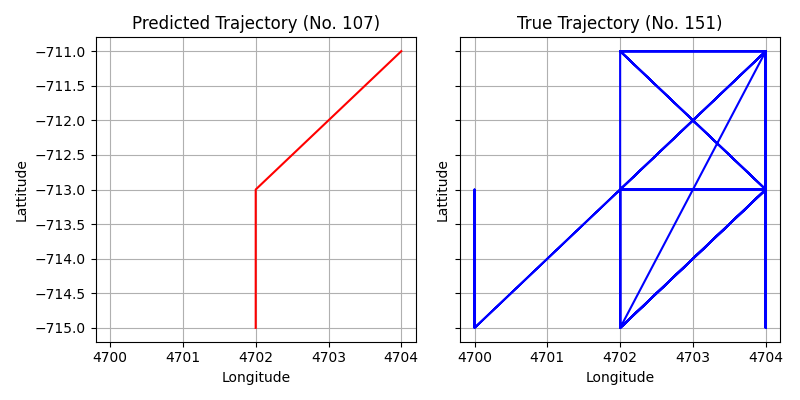 Predicted Trajectory (No. 107)
True Trajectory (No. 151)
−711.0
−711.5
−712.0
−712.5
−713.0
−713.5
−714.0
−714.5
−715.0
Lattitude
Lattitude
4700 4701 4702 4703 4704
4700 4701 4702 4703 4704
Longitude
Longitude